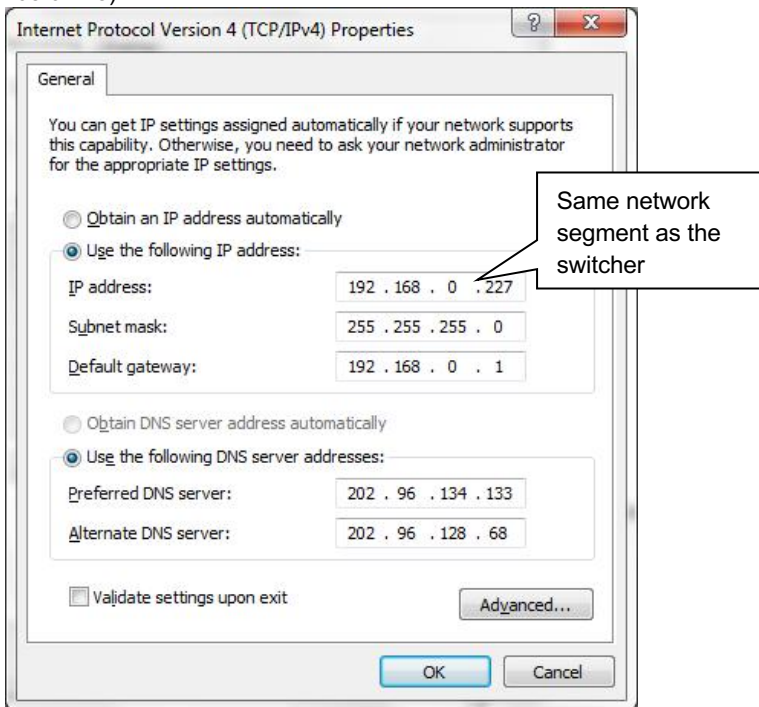 Internet Protocol Version 4 (TCP/IPv4) Properties
General
You can get IP settings assigned automatically if your network supports
this capability. Otherwise, you need to ask your network administrator
for the appropriate IP settings.
Obtain an IP address automatically
Use the following IP address:
IP address: 192 . 168 . 0 . 227
Subnet mask: 255 . 255 . 255 . 0
Default gateway: 192 . 168 . 0 . 1
Same network
segment as the
switcher
Obtain DNS server address automatically
Use the following DNS server addresses:
Preferred DNS server: 202 . 96 . 134 . 133
Alternate DNS server: 202 . 96 . 128 . 68
Validate settings upon exit
Advanced...
OK Cancel